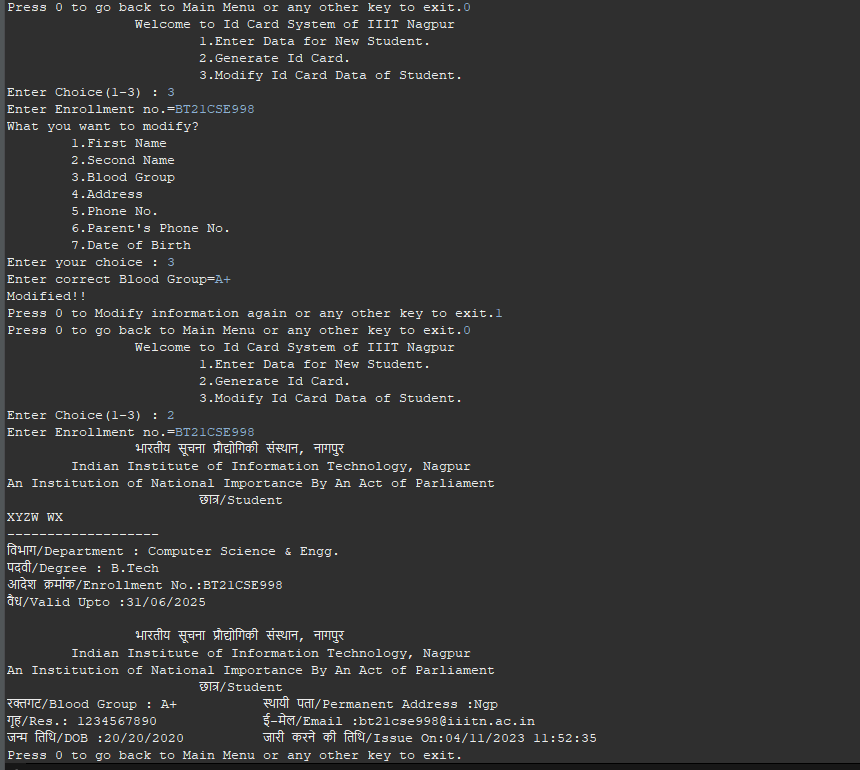 Press 0 to go back to Main Menu or any other key to exit.0
Welcome to Id Card System of IIIT Nagpur
1.Enter Data for New Student.
2.Generate Id Card.
3.Modify Id Card Data of Student.
Enter Choice(1-3) : 3
Enter Enrollment no.=BT21CSE998
What you want to modify?
1.First Name
2.Second Name
3.Blood Group
4.Address
5.Phone No.
6.Parent's Phone No.
7.Date of Birth
Enter your choice : 3
Enter correct Blood Group=A+
Modified!!
Press 0 to Modify information again or any other key to exit.1
Press 0 to go back to Main Menu or any other key to exit.0
Welcome to Id Card System of IIIT Nagpur
1.Enter Data for New Student.
2.Generate Id Card.
3.Modify Id Card Data of Student.
Enter Choice(1-3) : 2
Enter Enrollment no.=BT21CSE998
भारतीय सूचना प्रौद्योगिकी संस्थान, नागपुर
Indian Institute of Information Technology, Nagpur
An Institution of National Importance By An Act of Parliament
छात्र/Student
XYZW WX
-------------------
विभाग/Department : Computer Science & Engg.
पदवी/Degree : B.Tech
आदेश क्रमांक/Enrollment No.:BT21CSE998
वैध/Valid Upto :31/06/2025
भारतीय सूचना प्रौद्योगिकी संस्थान, नागपुर
Indian Institute of Information Technology, Nagpur
An Institution of National Importance By An Act of Parliament
छात्र/Student
रक्तगट/Blood Group : A+ स्थायी पता/Permanent Address :Ngp
गृह/Res.: 1234567890 ई-मेल/Email :bt21cse998@iiitn.ac.in
जन्म तिथि/DOB :20/20/2020 जारी करने की तिथि/Issue On:04/11/2023 11:52:35
Press 0 to go back to Main Menu or any other key to exit.